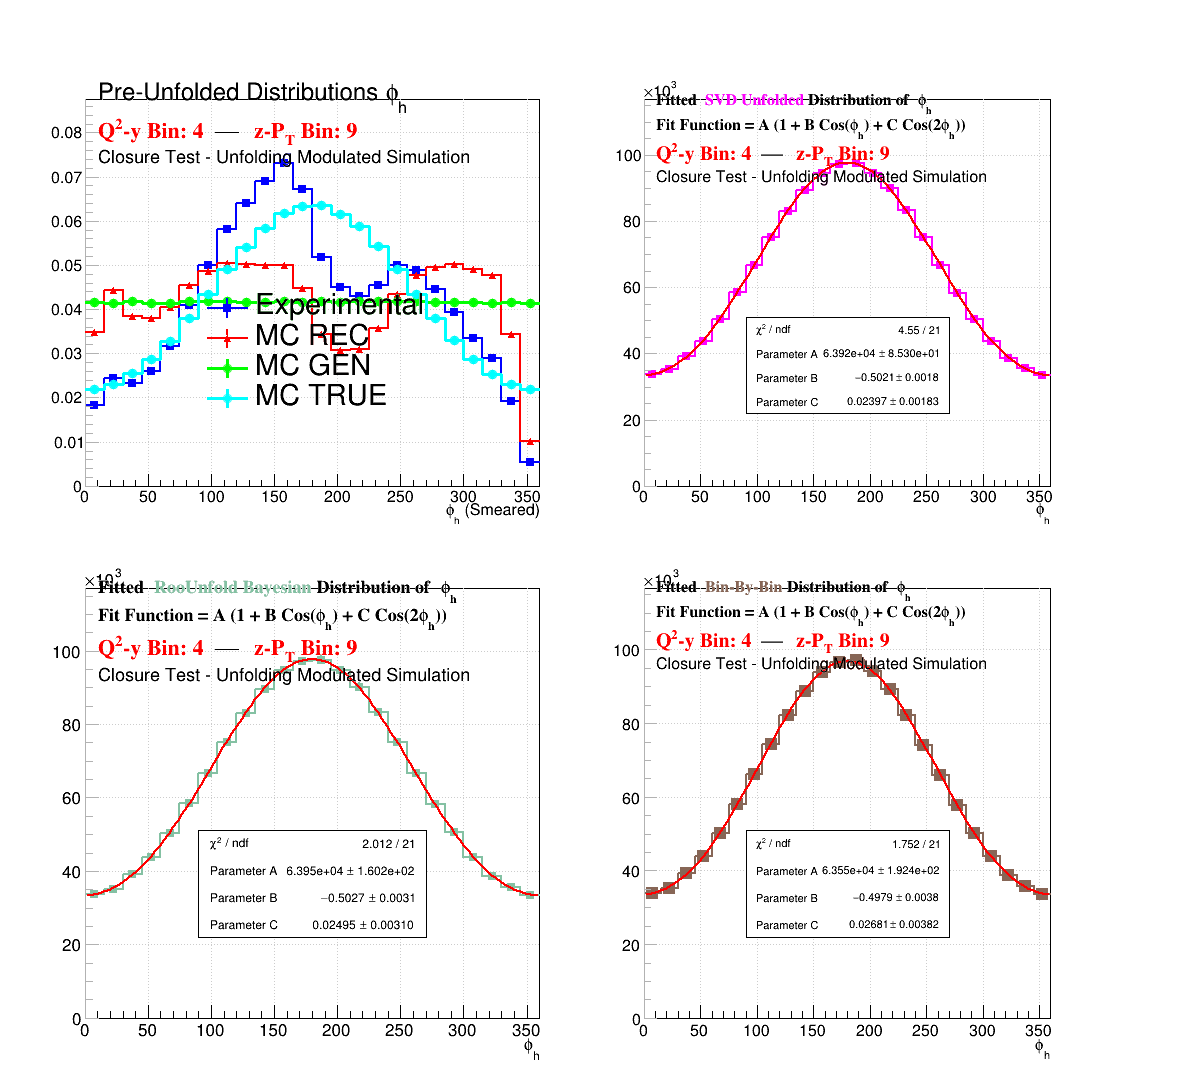 Pre-Unfolded Distributions ϕh
Q2-y Bin: 4 — z-PT Bin: 9
Closure Test - Unfolding Modulated Simulation
0.08
0.07
0.06
0.05
0.04
0.03
0.02
0.01
0
Experimental
MC REC
MC GEN
MC TRUE
0 50 100 150 200 250 300 350
ϕh (Smeared)
×103
Fitted SVD Unfolded Distribution of ϕh
Fit Function = A (1 + B Cos(ϕh) + C Cos(2ϕh))
Q2-y Bin: 4 — z-PT Bin: 9
Closure Test - Unfolding Modulated Simulation
100
80
60
40
20
0
χ2 / ndf 4.55 / 21
Parameter A 6.392e+04 ± 8.530e+01
Parameter B −0.5021 ± 0.0018
Parameter C 0.02397 ± 0.00183
0 50 100 150 200 250 300 350
ϕh
×103
Fitted RooUnfold Bayesian Distribution of ϕh
Fit Function = A (1 + B Cos(ϕh) + C Cos(2ϕh))
Q2-y Bin: 4 — z-PT Bin: 9
Closure Test - Unfolding Modulated Simulation
100
80
60
40
20
0
χ2 / ndf 2.012 / 21
Parameter A 6.395e+04 ± 1.602e+02
Parameter B −0.5027 ± 0.0031
Parameter C 0.02495 ± 0.00310
0 50 100 150 200 250 300 350
ϕh
×103
Fitted Bin-By-Bin Distribution of ϕh
Fit Function = A (1 + B Cos(ϕh) + C Cos(2ϕh))
Q2-y Bin: 4 — z-PT Bin: 9
Closure Test - Unfolding Modulated Simulation
100
80
60
40
20
0
χ2 / ndf 1.752 / 21
Parameter A 6.355e+04 ± 1.924e+02
Parameter B −0.4979 ± 0.0038
Parameter C 0.02681 ± 0.00382
0 50 100 150 200 250 300 350
ϕh